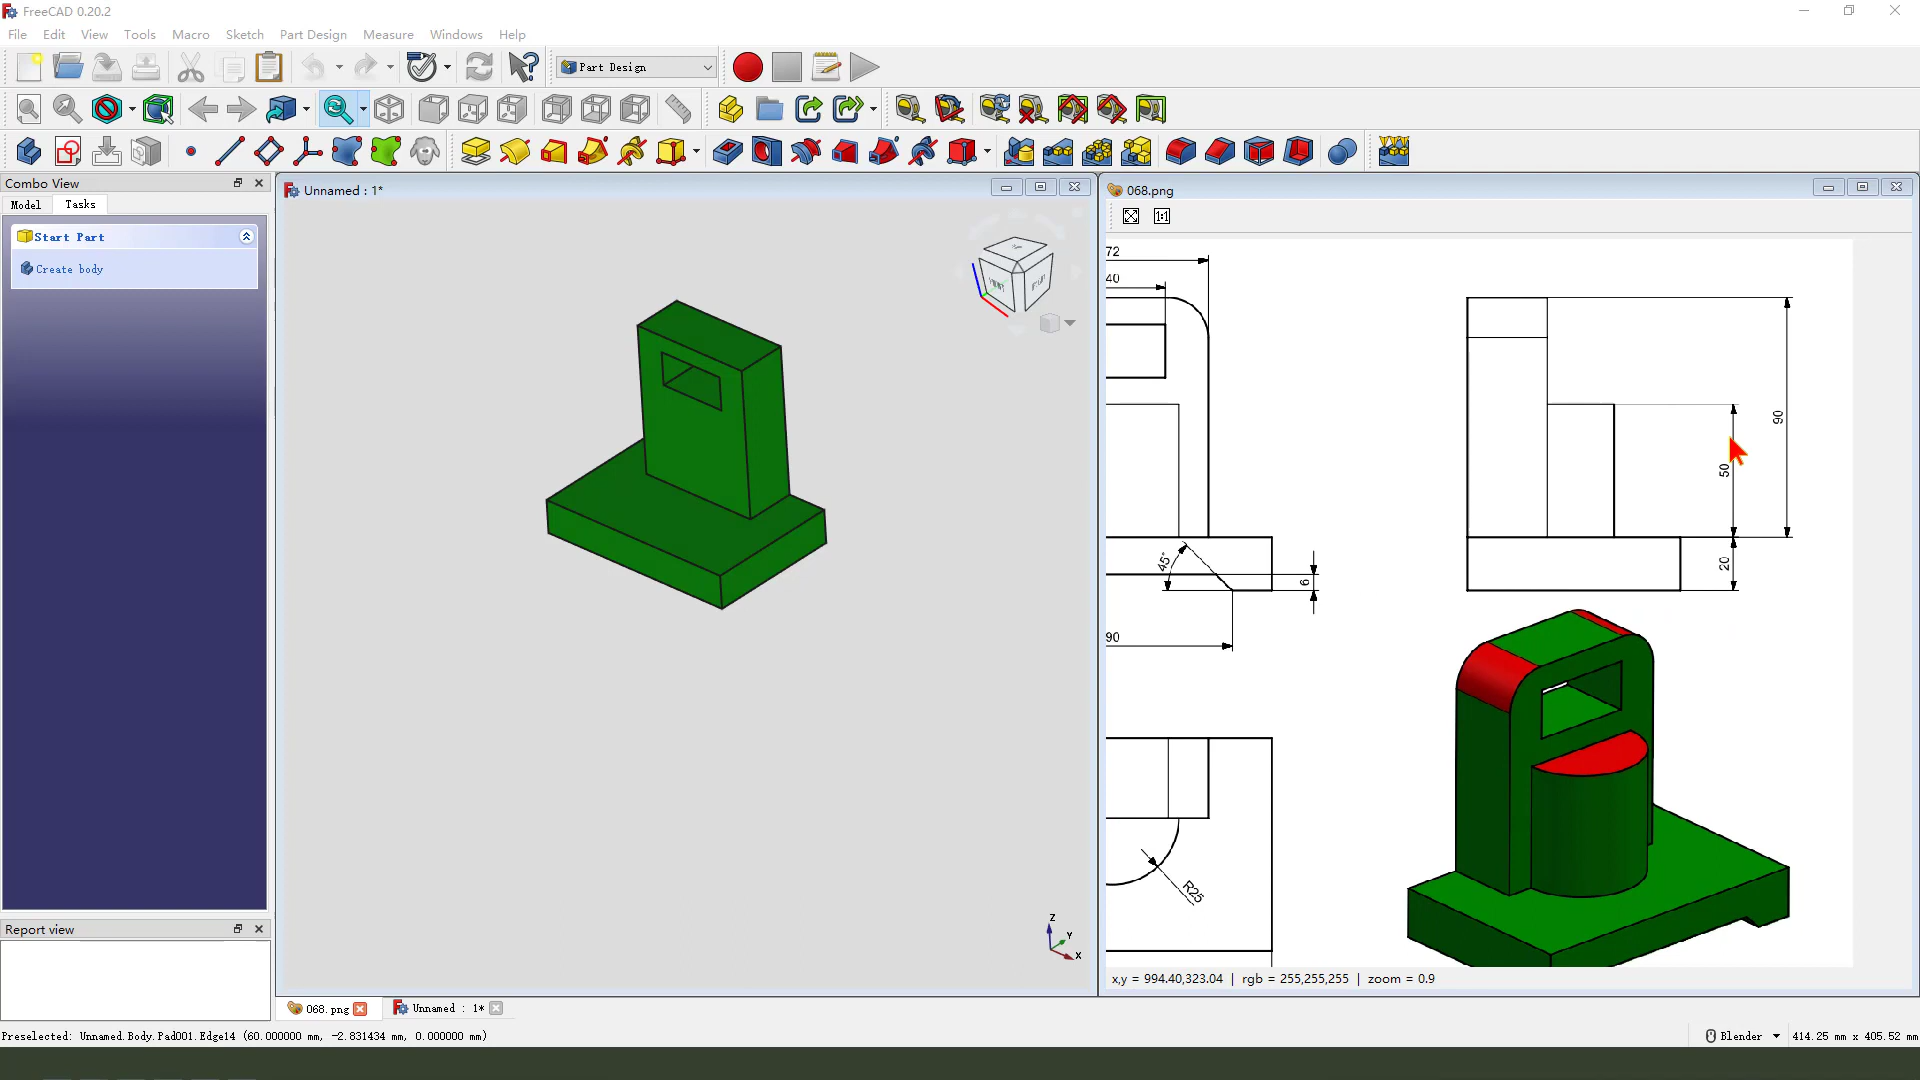 FreeCAD 0.20.2
File Edit View Tools Macro Sketch Part Design Measure Windows Help
Part Design
Combo View
Unnamed : 1*
068.png
Model Tasks
1:1
Start Part
Create body
72
40
90
50
45°
20
6
90
R25
Z
Y
X
Report view
x,y = 994.40,323.04 | rgb = 255,255,255 | zoom = 0.9
068.png
Unnamed : 1*
Preselected: Unnamed.Body.Pad001.Edge14 (60.000000 mm, -2.831434 mm, 0.000000 mm)
Blender
414.25 mm x 405.52 mm